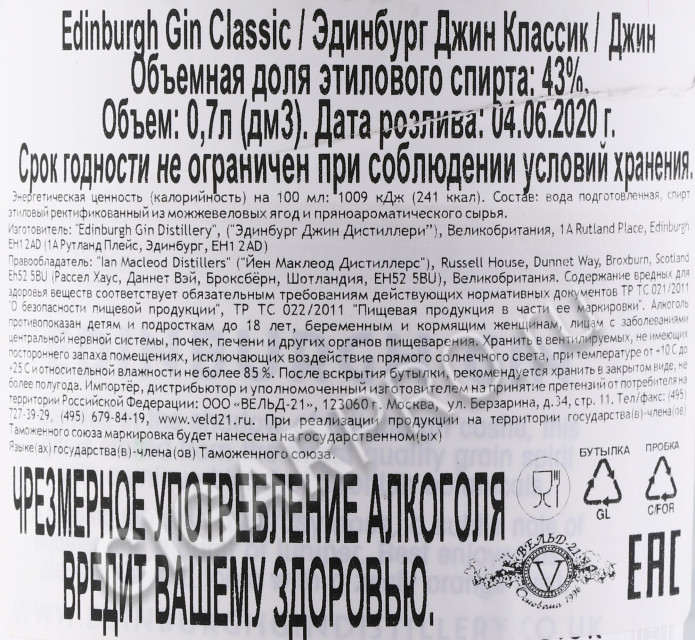 Edinburgh Gin Classic / Эдинбург Джин Классик / Джин
Объемная доля этилового спирта: 43%.
Объем: 0,7л (дм3). Дата розлива: 04.06.2020 г.
Срок годности не ограничен при соблюдении условий хранения.
Энергетическая ценность (калорийность) на 100 мл: 1009 кДж (241 ккал). Состав: вода подготовленная, спирт
этиловый ректификованный из можжевеловых ягод и пряноароматического сырья.
Изготовитель: "Edinburgh Gin Distillery", ("Эдинбург Джин Дистиллери"), Великобритания, 1A Rutland Place, Edinburgh
EH1 2AD (1А Рутланд Плейс, Эдинбург, EH1 2AD)
Правообладатель: "Ian Macleod Distillers" ("Йен Маклеод Дистиллерс"), Russell House, Dunnet Way, Broxburn, Scotland
Eh52 5BU (Рассел Хаус, Даннет Вэй, Броксбёрн, Шотландия, EH52 5BU), Великобритания. Содержание вредных для
здоровья веществ соответствует обязательным требованиям действующих нормативных документов ТР ТС 021/2011
"О безопасности пищевой продукции", ТР ТС 022/2011 "Пищевая продукция в части ее маркировки". Алкоголь
противопоказан детям и подросткам до 18 лет, беременным и кормящим женщинам, лицам с заболеваниями
центральной нервной системы, почек, печени и других органов пищеварения. Хранить в вентилируемых, не имеющих
постороннего запаха помещениях, исключающих воздействие прямого солнечного света, при температуре от +10 С до
+25 С и относительной влажности не более 85 %. После вскрытия бутылки рекомендуется хранить в закрытом виде, не
более полугода. Импортёр, дистрибьютор и уполномоченный изготовителем на принятие претензий от потребителя на
территории Российской Федерации: ООО «ВЕЛЬД-21», 123060 г. Москва, ул. Берзарина, д.34, стр. 11. Тел/факс: (495)
727-39-29, (495) 679-84-19, www.veld21.ru. При реализации продукции на территории государства(в)-члена(ов)
Таможенного союза маркировка будет нанесена на государственном(ых)
Языке(ах) государства(в)-члена(ов) Таможенного союза.
ЧРЕЗМЕРНОЕ УПОТРЕБЛЕНИЕ АЛКОГОЛЯ
ВРЕДИТ ВАШЕМУ ЗДОРОВЬЮ.
БУТЫЛКА ПРОБКА
GL C/FOR
ВЕЛЬД-21
V
EAC
CIGARPRO.ru